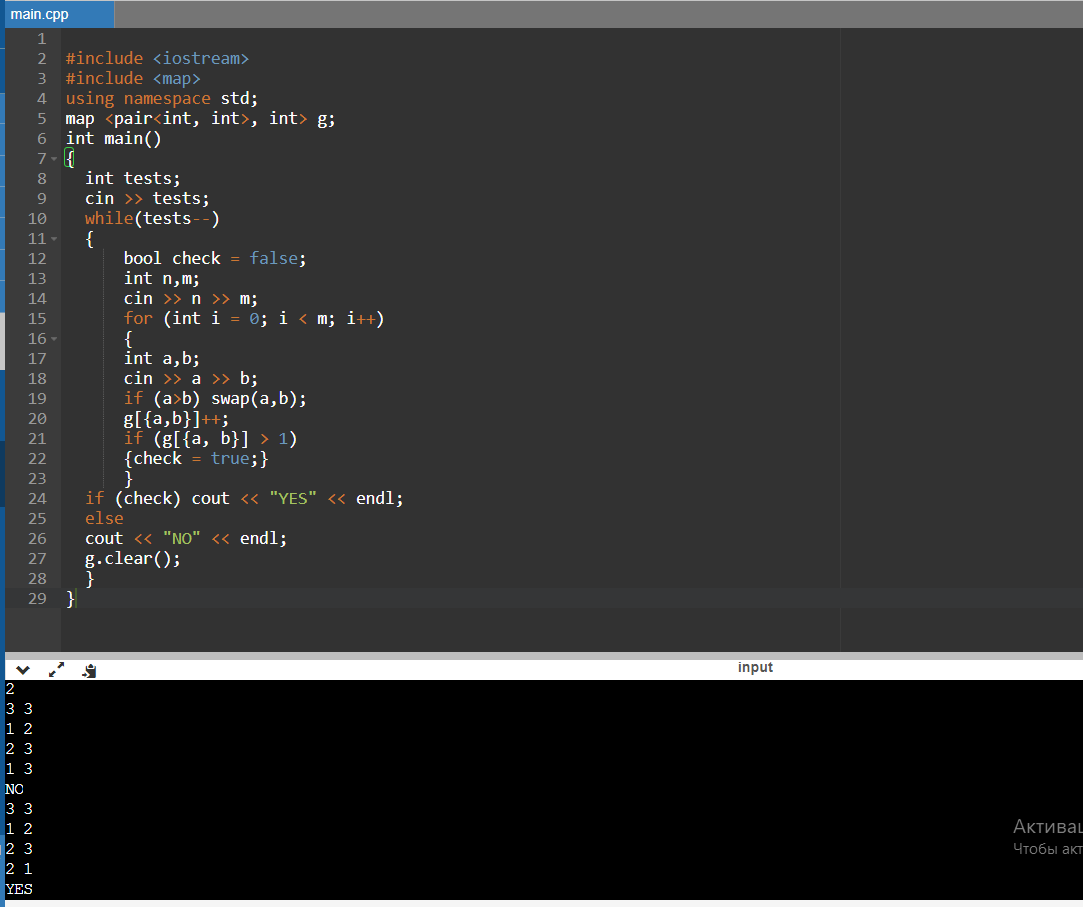 main.cpp
1
2 #include <iostream>
3 #include <map>
4 using namespace std;
5 map <pair<int, int>, int> g;
6 int main()
7 {
8 int tests;
9 cin >> tests;
10 while(tests--)
11 {
12 bool check = false;
13 int n,m;
14 cin >> n >> m;
15 for (int i = 0; i < m; i++)
16 {
17 int a,b;
18 cin >> a >> b;
19 if (a>b) swap(a,b);
20 g[{a,b}]++;
21 if (g[{a, b}] > 1)
22 {check = true;}
23 }
24 if (check) cout << "YES" << endl;
25 else
26 cout << "NO" << endl;
27 g.clear();
28 }
29 }
input
2
3 3
1 2
2 3
1 3
NO
3 3
1 2
2 3
2 1
YES